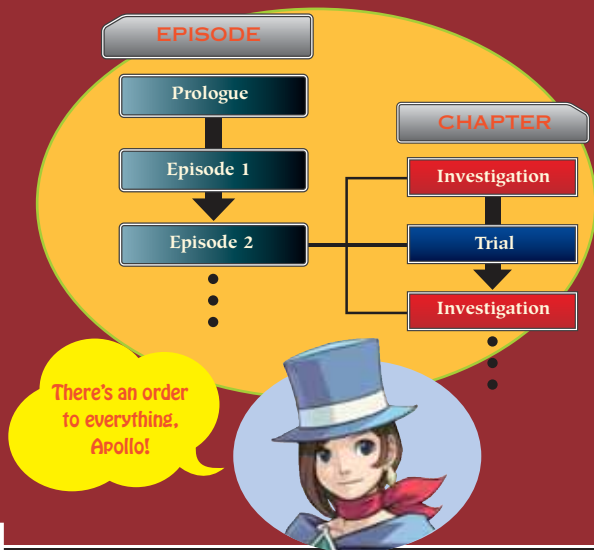 EPISODE
Prologue
Episode 1
Episode 2
CHAPTER
Investigation
Trial
Investigation
There's an order
to everything,
Apollo!